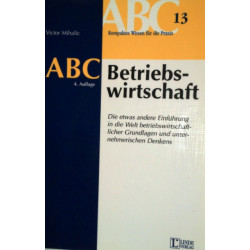 ABC 13
Kompaktes Wissen für die Praxis
Victor Mihalic
ABC
4. Auflage
Betriebs-
wirtschaft
Die etwas andere Einführung
in die Welt betriebswirtschaft-
licher Grundlagen und unter-
nehmerischen Denkens
LINDE
VERLAG